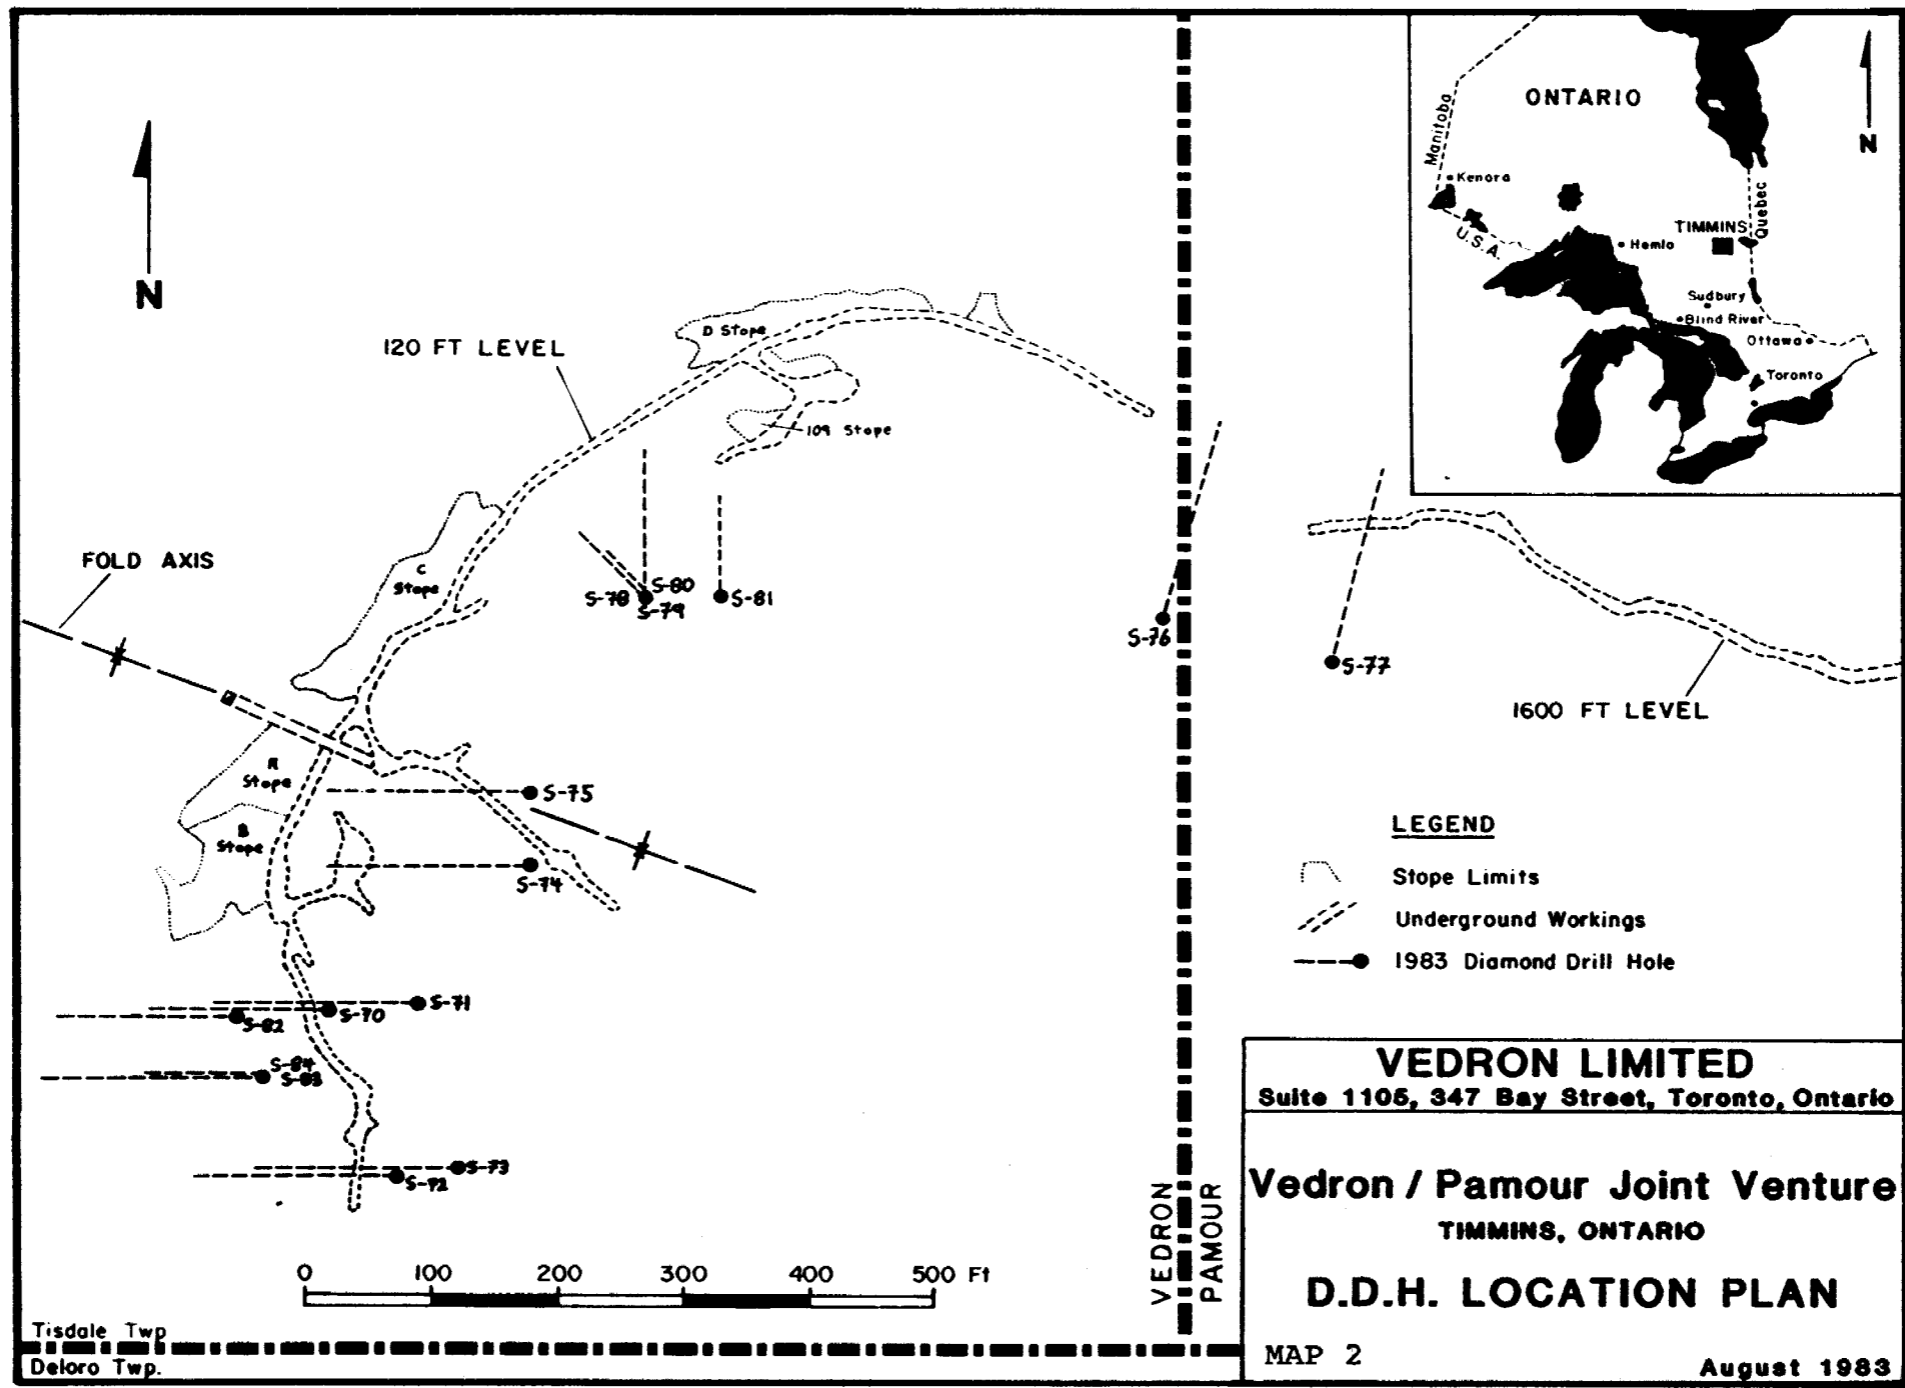 N
120 FT LEVEL
D Stope
109 Stope
FOLD AXIS
C
Stope
S-78
S-80
S-79
S-81
S-76
S-77
1600 FT LEVEL
Stope
B
Stope
S-75
S-74
S-71
S-70
S-82
S-84
S-83
S-73
S-72
0 100 200 300 400 500 Ft
VEDRON
PAMOUR
Tisdale Twp
Deloro Twp.
ONTARIO
N
Manitoba
Kenora
U.S.A.
Hemlo
TIMMINS
Quebec
Sudbury
Blind River
Ottawa
Toronto
LEGEND
Stope Limits
Underground Workings
1983 Diamond Drill Hole
VEDRON LIMITED
Suite 1105, 347 Bay Street, Toronto, Ontario
Vedron / Pamour Joint Venture
TIMMINS, ONTARIO
D.D.H. LOCATION PLAN
MAP 2
August 1983